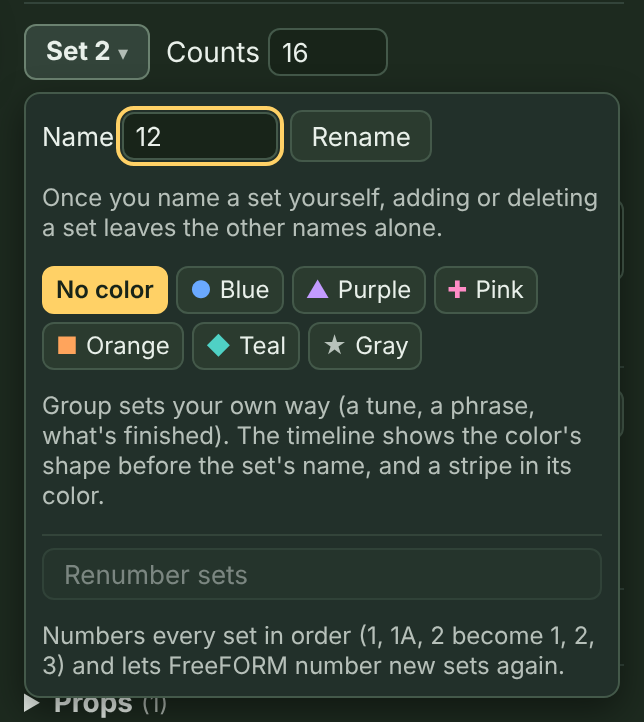 Set 2 ▾ Counts 16
Name 12 Rename
Once you name a set yourself, adding or deleting
a set leaves the other names alone.
No color Blue Purple Pink
Orange Teal Gray
Group sets your own way (a tune, a phrase,
what's finished). The timeline shows the color's
shape before the set's name, and a stripe in its
color.
Renumber sets
Numbers every set in order (1, 1A, 2 become 1, 2,
3) and lets FreeFORM number new sets again.
Props (1)